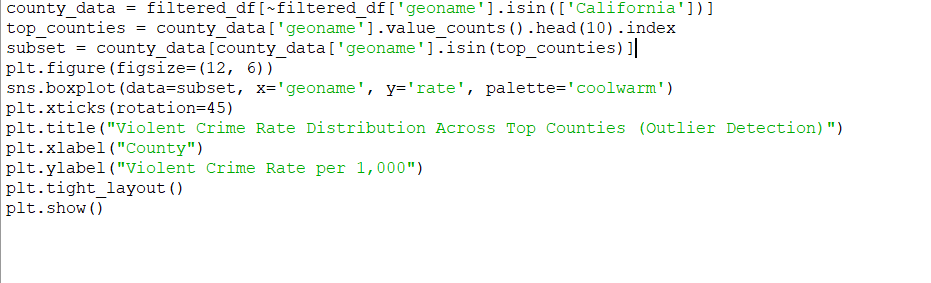 county_data = filtered_df[~filtered_df['geoname'].isin(['California'])]
top_counties = county_data['geoname'].value_counts().head(10).index
subset = county_data[county_data['geoname'].isin(top_counties)]
plt.figure(figsize=(12, 6))
sns.boxplot(data=subset, x='geoname', y='rate', palette='coolwarm')
plt.xticks(rotation=45)
plt.title("Violent Crime Rate Distribution Across Top Counties (Outlier Detection)")
plt.xlabel("County")
plt.ylabel("Violent Crime Rate per 1,000")
plt.tight_layout()
plt.show()